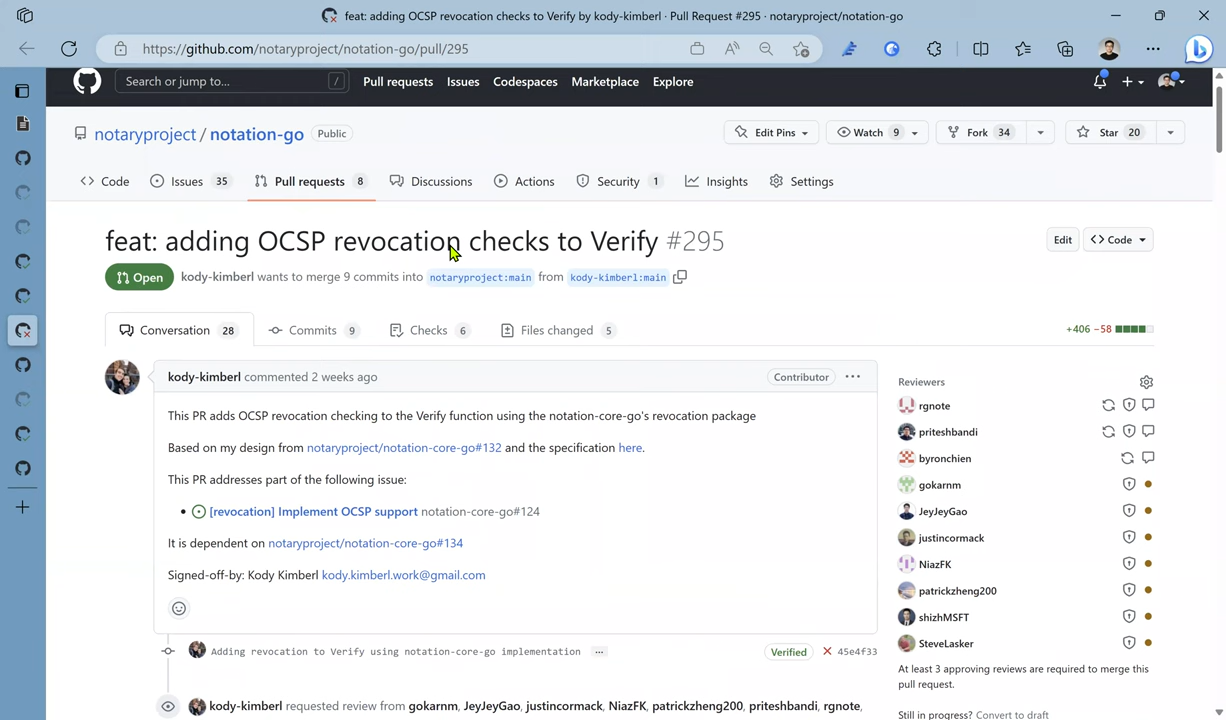 feat: adding OCSP revocation checks to Verify by kody-kimberl · Pull Request #295 · notaryproject/notation-go
https://github.com/notaryproject/notation-go/pull/295
Search or jump to... / Pull requests Issues Codespaces Marketplace Explore
notaryproject / notation-go Public Edit Pins Watch 9 Fork 34 Star 20
Code Issues 35 Pull requests 8 Discussions Actions Security 1 Insights Settings
feat: adding OCSP revocation checks to Verify #295 Edit Code
Open kody-kimberl wants to merge 9 commits into notaryproject:main from kody-kimberl:main
Conversation 28 Commits 9 Checks 6 Files changed 5 +406 −58
kody-kimberl commented 2 weeks ago Contributor ...
This PR adds OCSP revocation checking to the Verify function using the notation-core-go's revocation package
Based on my design from notaryproject/notation-core-go#132 and the specification here.
This PR addresses part of the following issue:
• [revocation] Implement OCSP support notation-core-go#124
It is dependent on notaryproject/notation-core-go#134
Signed-off-by: Kody Kimberl kody.kimberl.work@gmail.com
Adding revocation to Verify using notation-core-go implementation ... Verified 45e4f33
kody-kimberl requested review from gokarnm, JeyJeyGao, justincormack, NiazFK, patrickzheng200, priteshbandi, rgnote,
Reviewers
rgnote
priteshbandi
byronchien
gokarnm
JeyJeyGao
justincormack
NiazFK
patrickzheng200
shizhMSFT
SteveLasker
At least 3 approving reviews are required to merge this
pull request.
Still in progress? Convert to draft